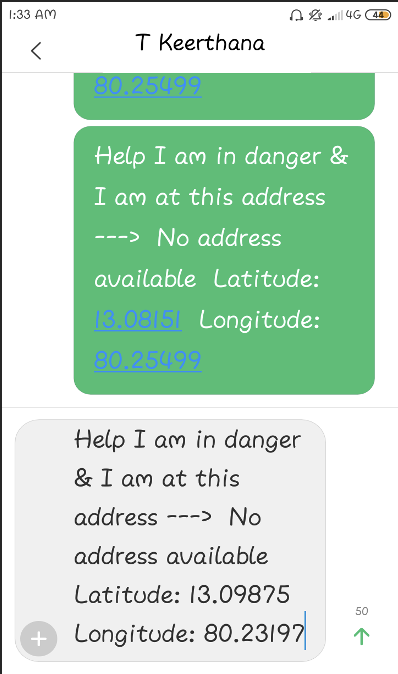 1:33 AM 4G 44
T Keerthana
80.25499
Help I am in danger &
I am at this address
---> No address
available Latitude:
13.08151 Longitude:
80.25499
Help I am in danger
& I am at this
address ---> No
address available
Latitude: 13.09875
Longitude: 80.23197
50